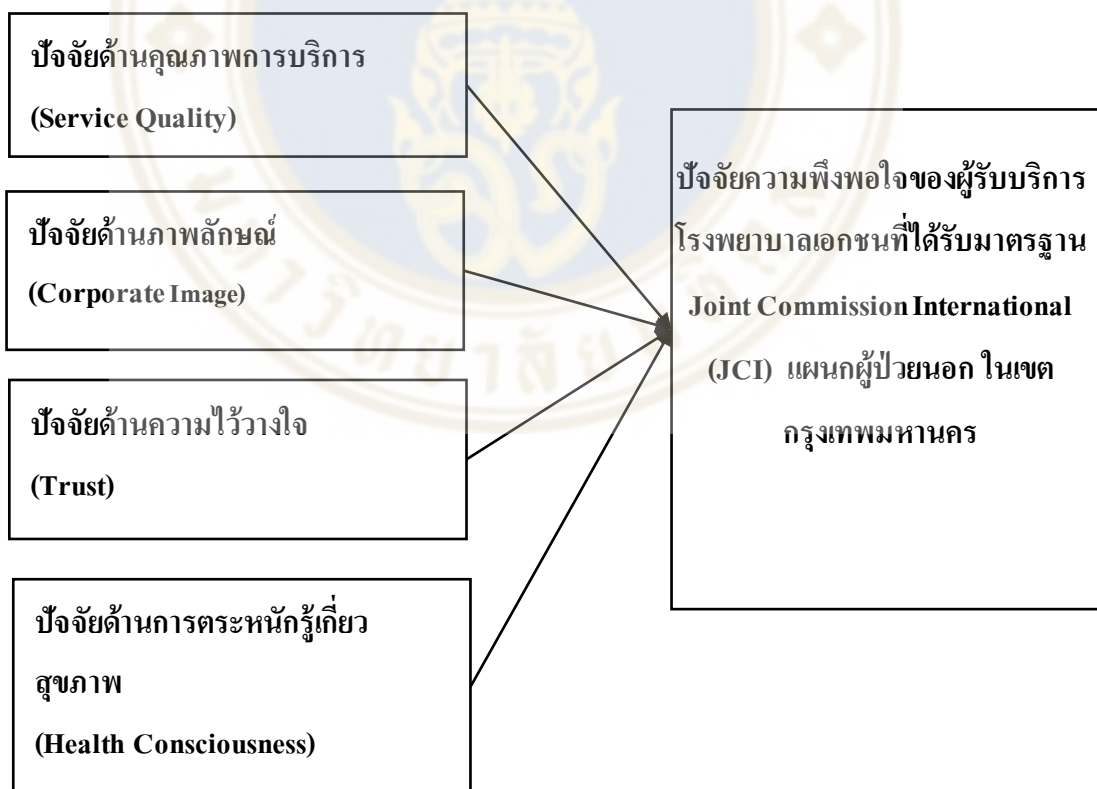 ปัจจัยด้านคุณภาพการบริการ
(Service Quality)
ปัจจัยด้านภาพลักษณ์
(Corporate Image)
ปัจจัยด้านความไว้วางใจ
(Trust)
ปัจจัยด้านการตระหนักรู้เกี่ยว
สุขภาพ
(Health Consciousness)
ปัจจัยความพึงพอใจของผู้รับบริการ
โรงพยาบาลเอกชนที่ได้รับมาตรฐาน
Joint Commission International
(JCI) แผนกผู้ป่วยนอก ในเขต
กรุงเทพมหานคร